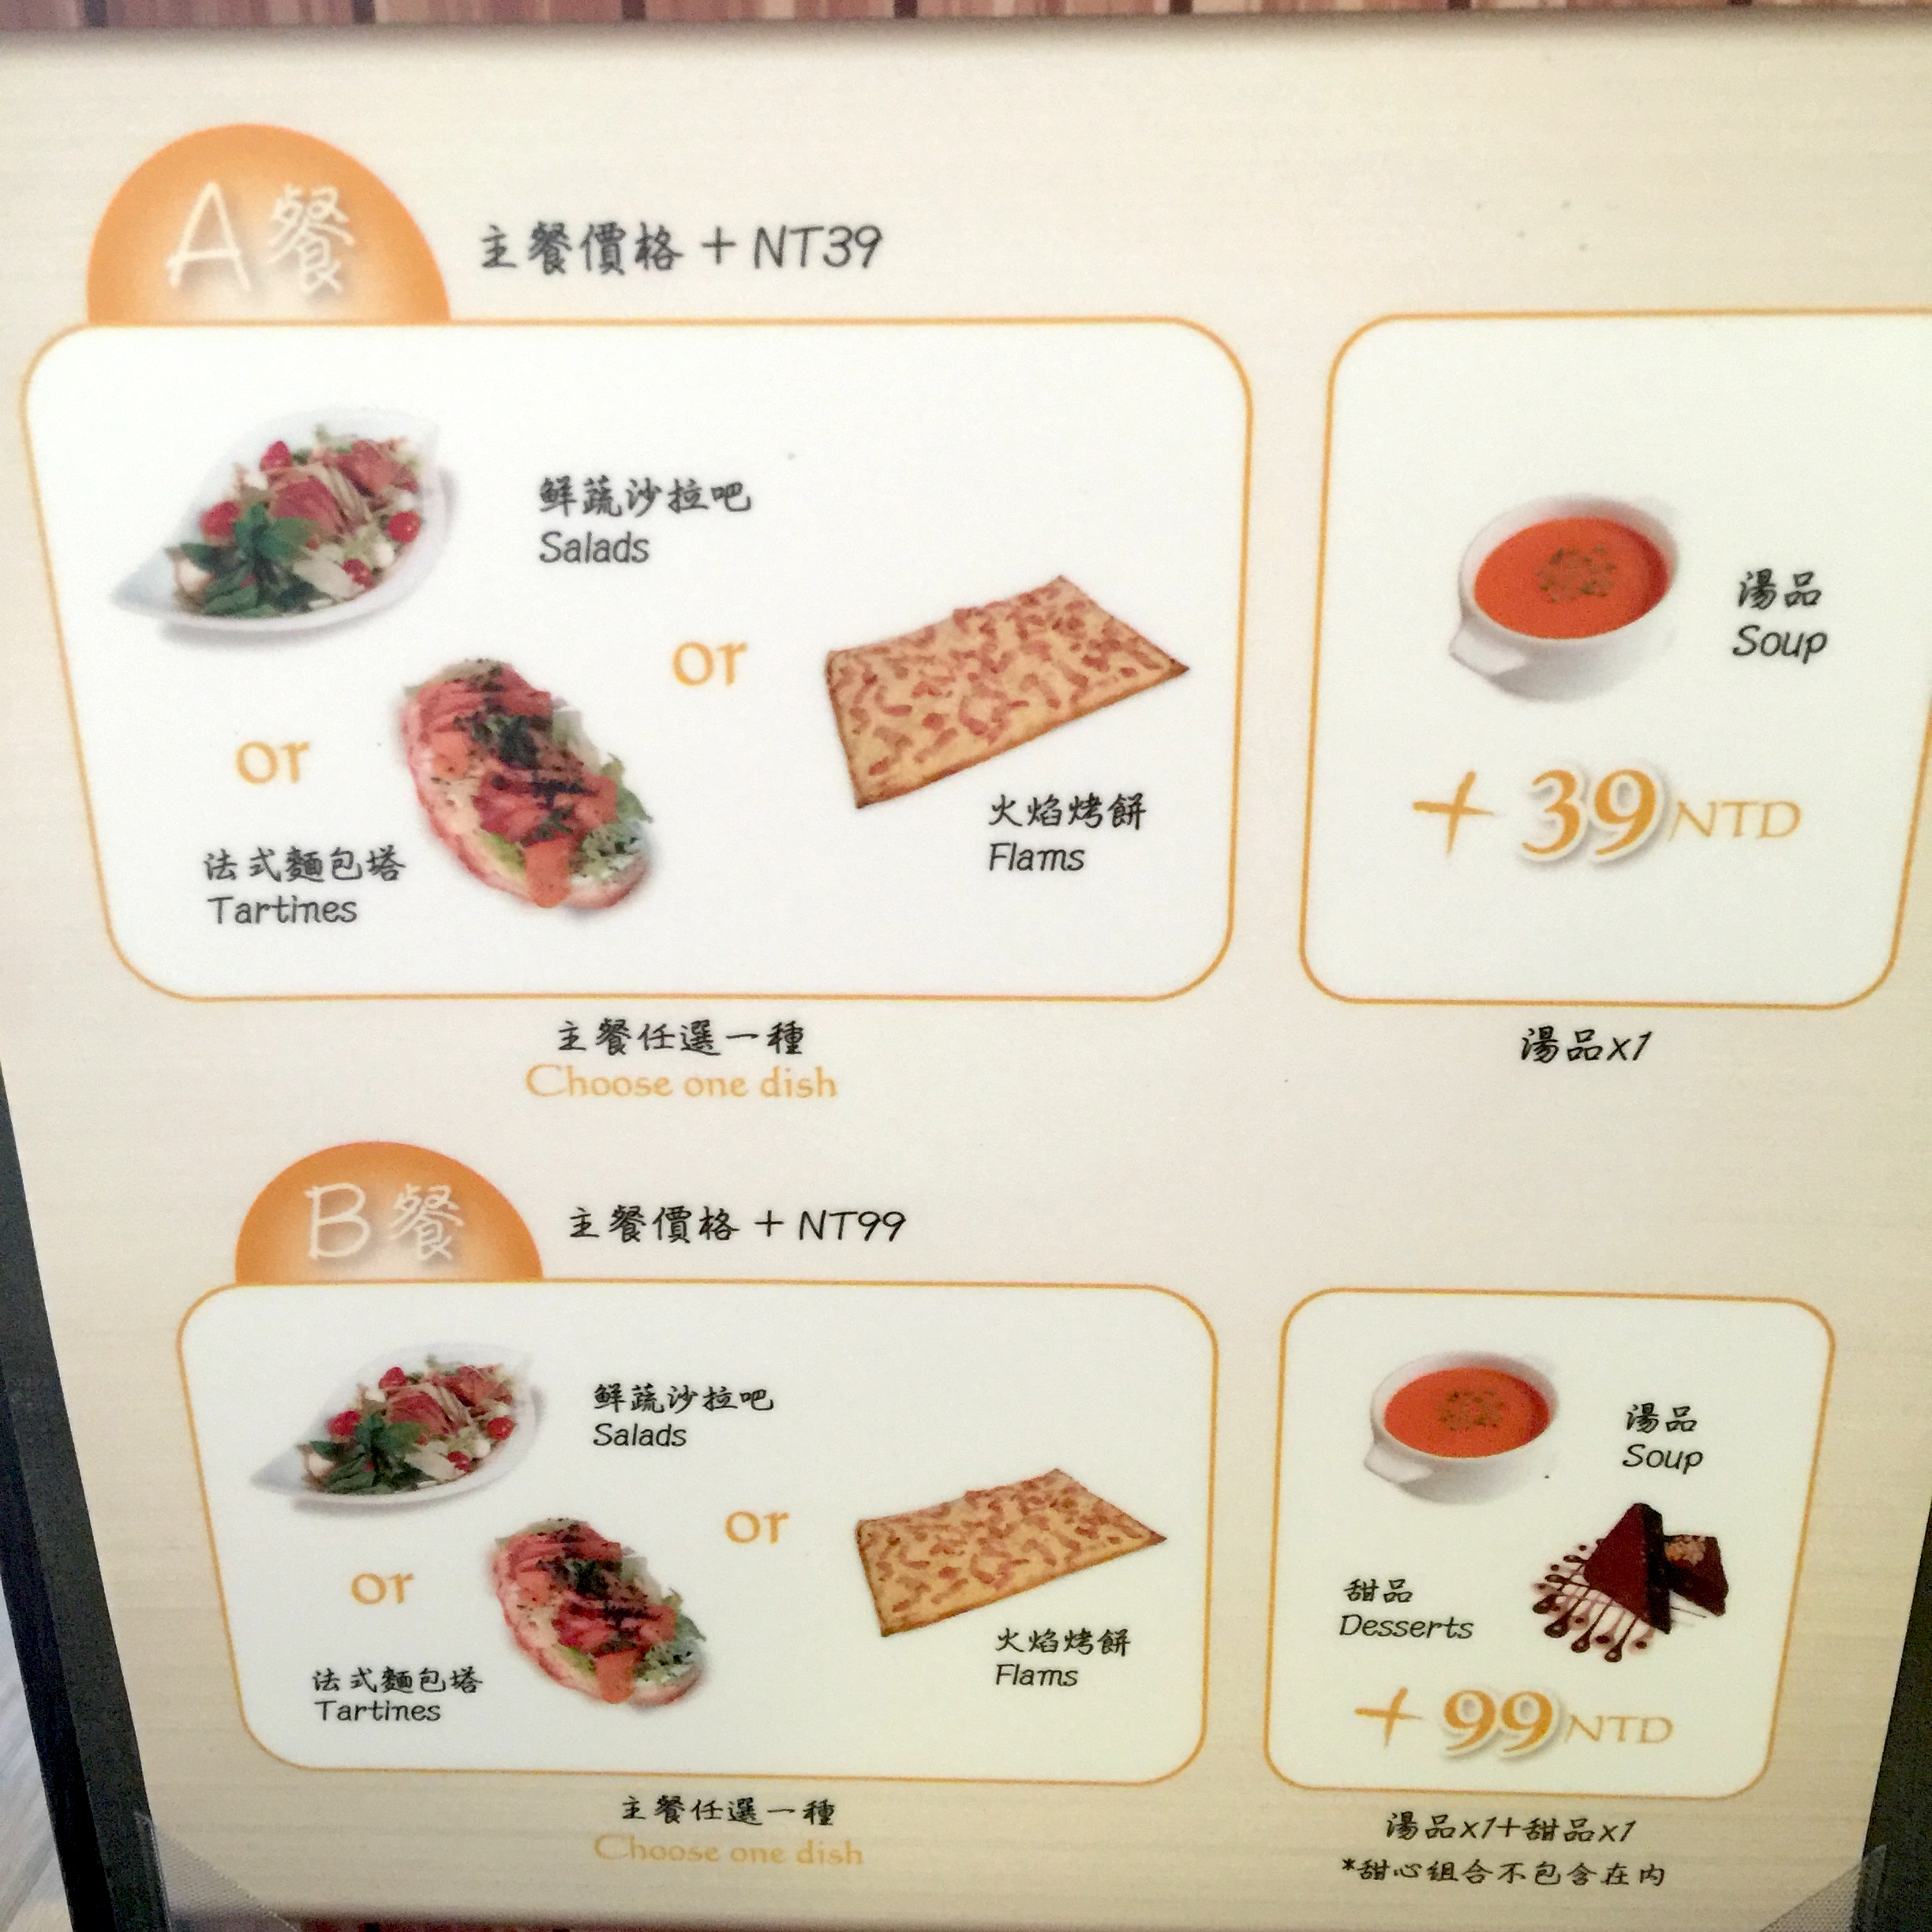 A餐
主餐價格 + NT39
鮮蔬沙拉吧
Salads
or
or
法式麵包塔
Tartines
火焰烤餅
Flams
主餐任選一種
Choose one dish
湯品
Soup
+ 39 NTD
湯品x1
B餐
主餐價格 + NT99
鮮蔬沙拉吧
Salads
or
or
法式麵包塔
Tartines
火焰烤餅
Flams
主餐任選一種
Choose one dish
湯品
Soup
甜品
Desserts
+ 99 NTD
湯品x1+甜品x1
*甜心組合不包含在內